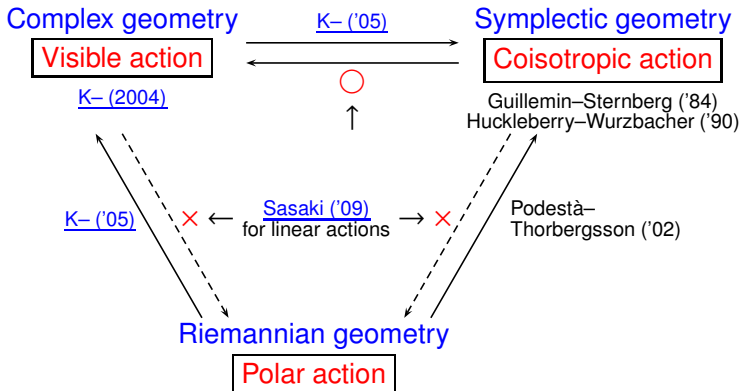 Complex geometry
Symplectic geometry
K– ('05)
Visible action
Coisotropic action
K– (2004)
Guillemin–Sternberg ('84)
Huckleberry–Wurzbacher ('90)
K– ('05)
Sasaki ('09)
for linear actions
Podestà–
Thorbergsson ('02)
Riemannian geometry
Polar action